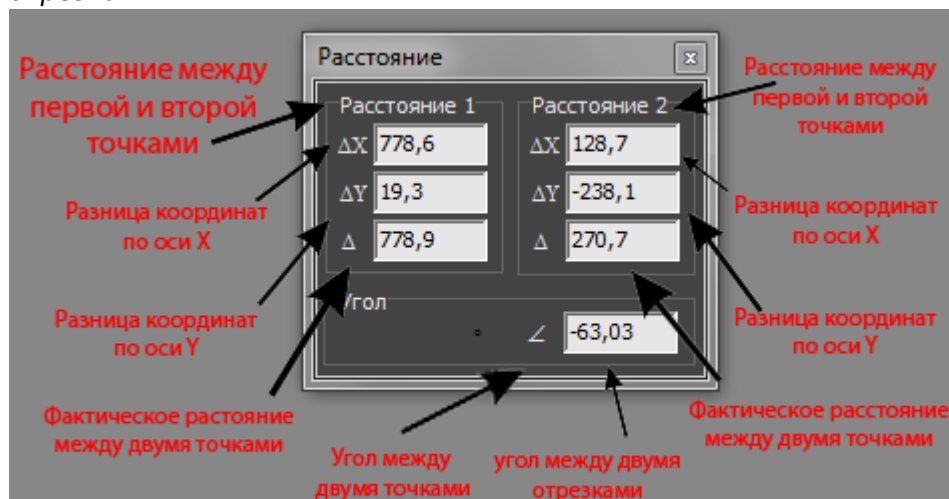 Расстояние
Расстояние между
первой и второй
точками
Расстояние между
первой и второй
точками
Расстояние 1
ΔX 778,6
ΔY 19,3
Δ 778,9
Расстояние 2
ΔX 128,7
ΔY -238,1
Δ 270,7
Разница координат
по оси X
Разница координат
по оси X
Угол
° ∠ -63,03
Разница координат
по оси Y
Разница координат
по оси Y
Фактическое растояние
между двумя точками
Фактическое расстояние
между двумя точками
Угол между
двумя точками
угол между двумя
отрезками